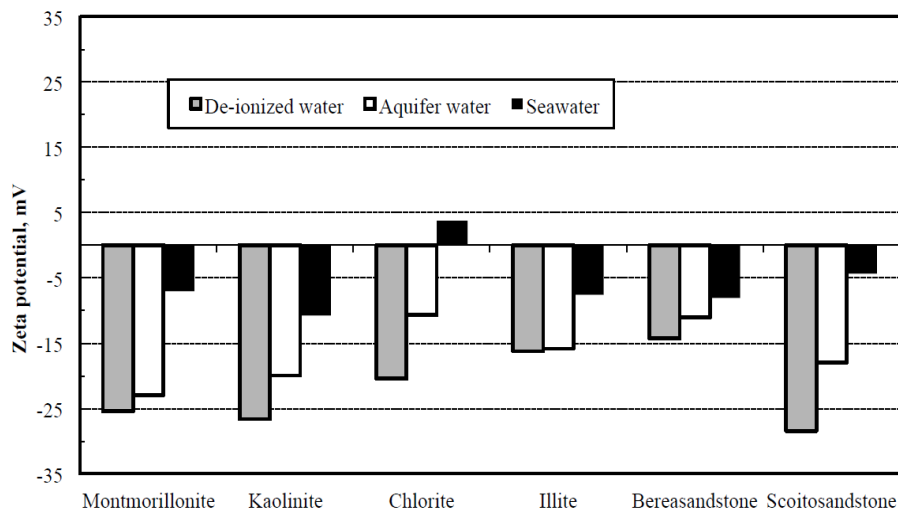 35
25
15
5
-5
-15
-25
-35
Zeta potential, mV
De-ionized water Aquifer water Seawater
Montmorillonite Kaolinite Chlorite Illite Bereasandstone Scoitosandstone